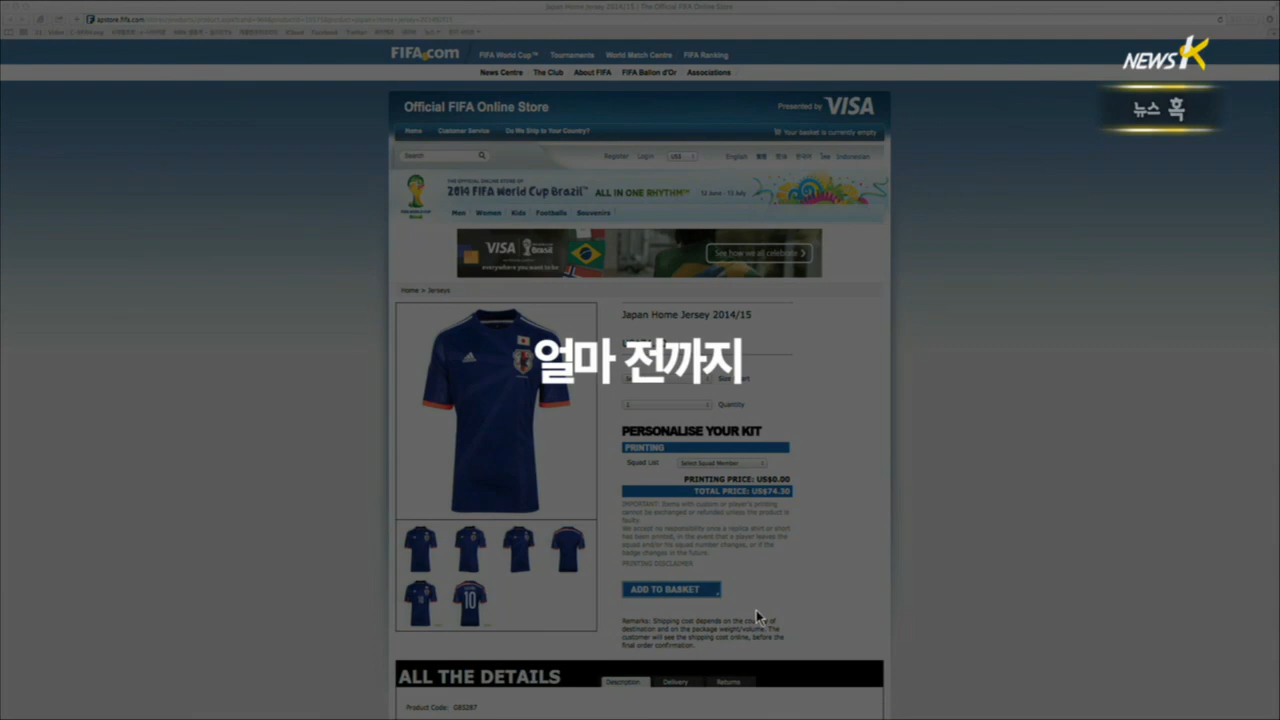 Japan Home Jersey 2014/15 | The Official FIFA Online Store
apstore.fifa.com
FIFA.com
FIFA World Cup™ Tournaments World Match Centre FIFA Ranking
News Centre The Club About FIFA FIFA Ballon d'Or Associations
NEWS K
뉴스 혹
Official FIFA Online Store
Presented by VISA
Home Customer Service Do We Ship to Your Country?
Your basket is currently empty
Search
Register Login US$ English 한국어 ไทย Indonesian
THE OFFICIAL ONLINE STORE OF
2014 FIFA World Cup Brazil™ ALL IN ONE RHYTHM™ 12 June - 13 July
Men Women Kids Footballs Souvenirs
VISA
everywhere you want to be
See how we all celebrate
Home > Jerseys
Japan Home Jersey 2014/15
얼마 전까지
Quantity
PERSONALISE YOUR KIT
PRINTING
Squad List Select Squad Member
PRINTING PRICE: US$0.00
TOTAL PRICE: US$74.50
IMPORTANT: Items with custom or player's printing
cannot be exchanged or refunded unless the product is
faulty.
We accept no responsibility once a replica shirt or short
has been printed, in the event that a player leaves the
squad and/or his squad number changes, or if the
badge changes in the future.
PRINTING DISCLAIMER
ADD TO BASKET
10
Remarks: Shipping cost depends on the of
destination and on the package weight/volume. The
customer will see the shipping cost online, before the
final order confirmation.
ALL THE DETAILS
Description Delivery Returns
Product Code: G85287